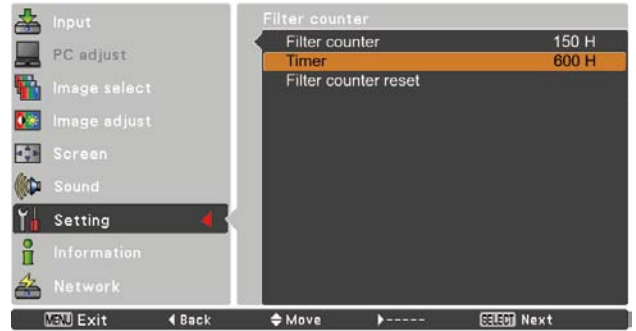 Input
PC adjust
Image select
Image adjust
Screen
Sound
Setting
Information
Network
Filter counter
Filter counter 150 H
Timer 600 H
Filter counter reset
MENU Exit Back Move ----- SELECT Next